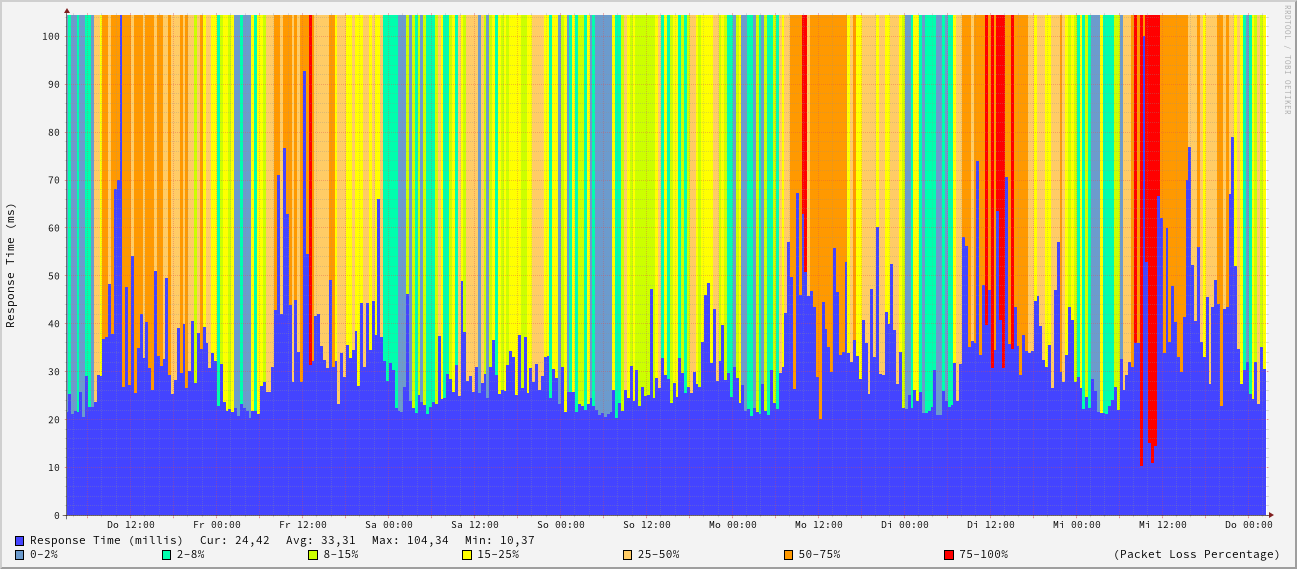 RRDTOOL / TOBI OETIKER
Response Time (ms)
100
90
80
70
60
50
40
30
20
10
0
Do 12:00 Fr 00:00 Fr 12:00 Sa 00:00 Sa 12:00 So 00:00 So 12:00 Mo 00:00 Mo 12:00 Di 00:00 Di 12:00 Mi 00:00 Mi 12:00 Do 00:00
Response Time (millis) Cur: 24,42 Avg: 33,31 Max: 104,34 Min: 10,37
0-2% 2-8% 8-15% 15-25% 25-50% 50-75% 75-100% (Packet Loss Percentage)